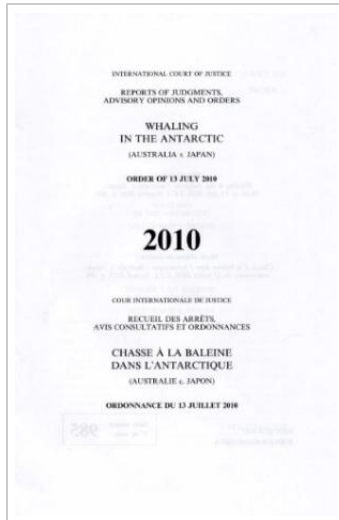 INTERNATIONAL COURT OF JUSTICE
REPORTS OF JUDGMENTS,
ADVISORY OPINIONS AND ORDERS
WHALING
IN THE ANTARCTIC
(AUSTRALIA v. JAPAN)
ORDER OF 13 JULY 2010
2010
COUR INTERNATIONALE DE JUSTICE
RECUEIL DES ARRÊTS,
AVIS CONSULTATIFS ET ORDONNANCES
CHASSE À LA BALEINE
DANS L'ANTARCTIQUE
(AUSTRALIE c. JAPON)
ORDONNANCE DU 13 JUILLET 2010
985